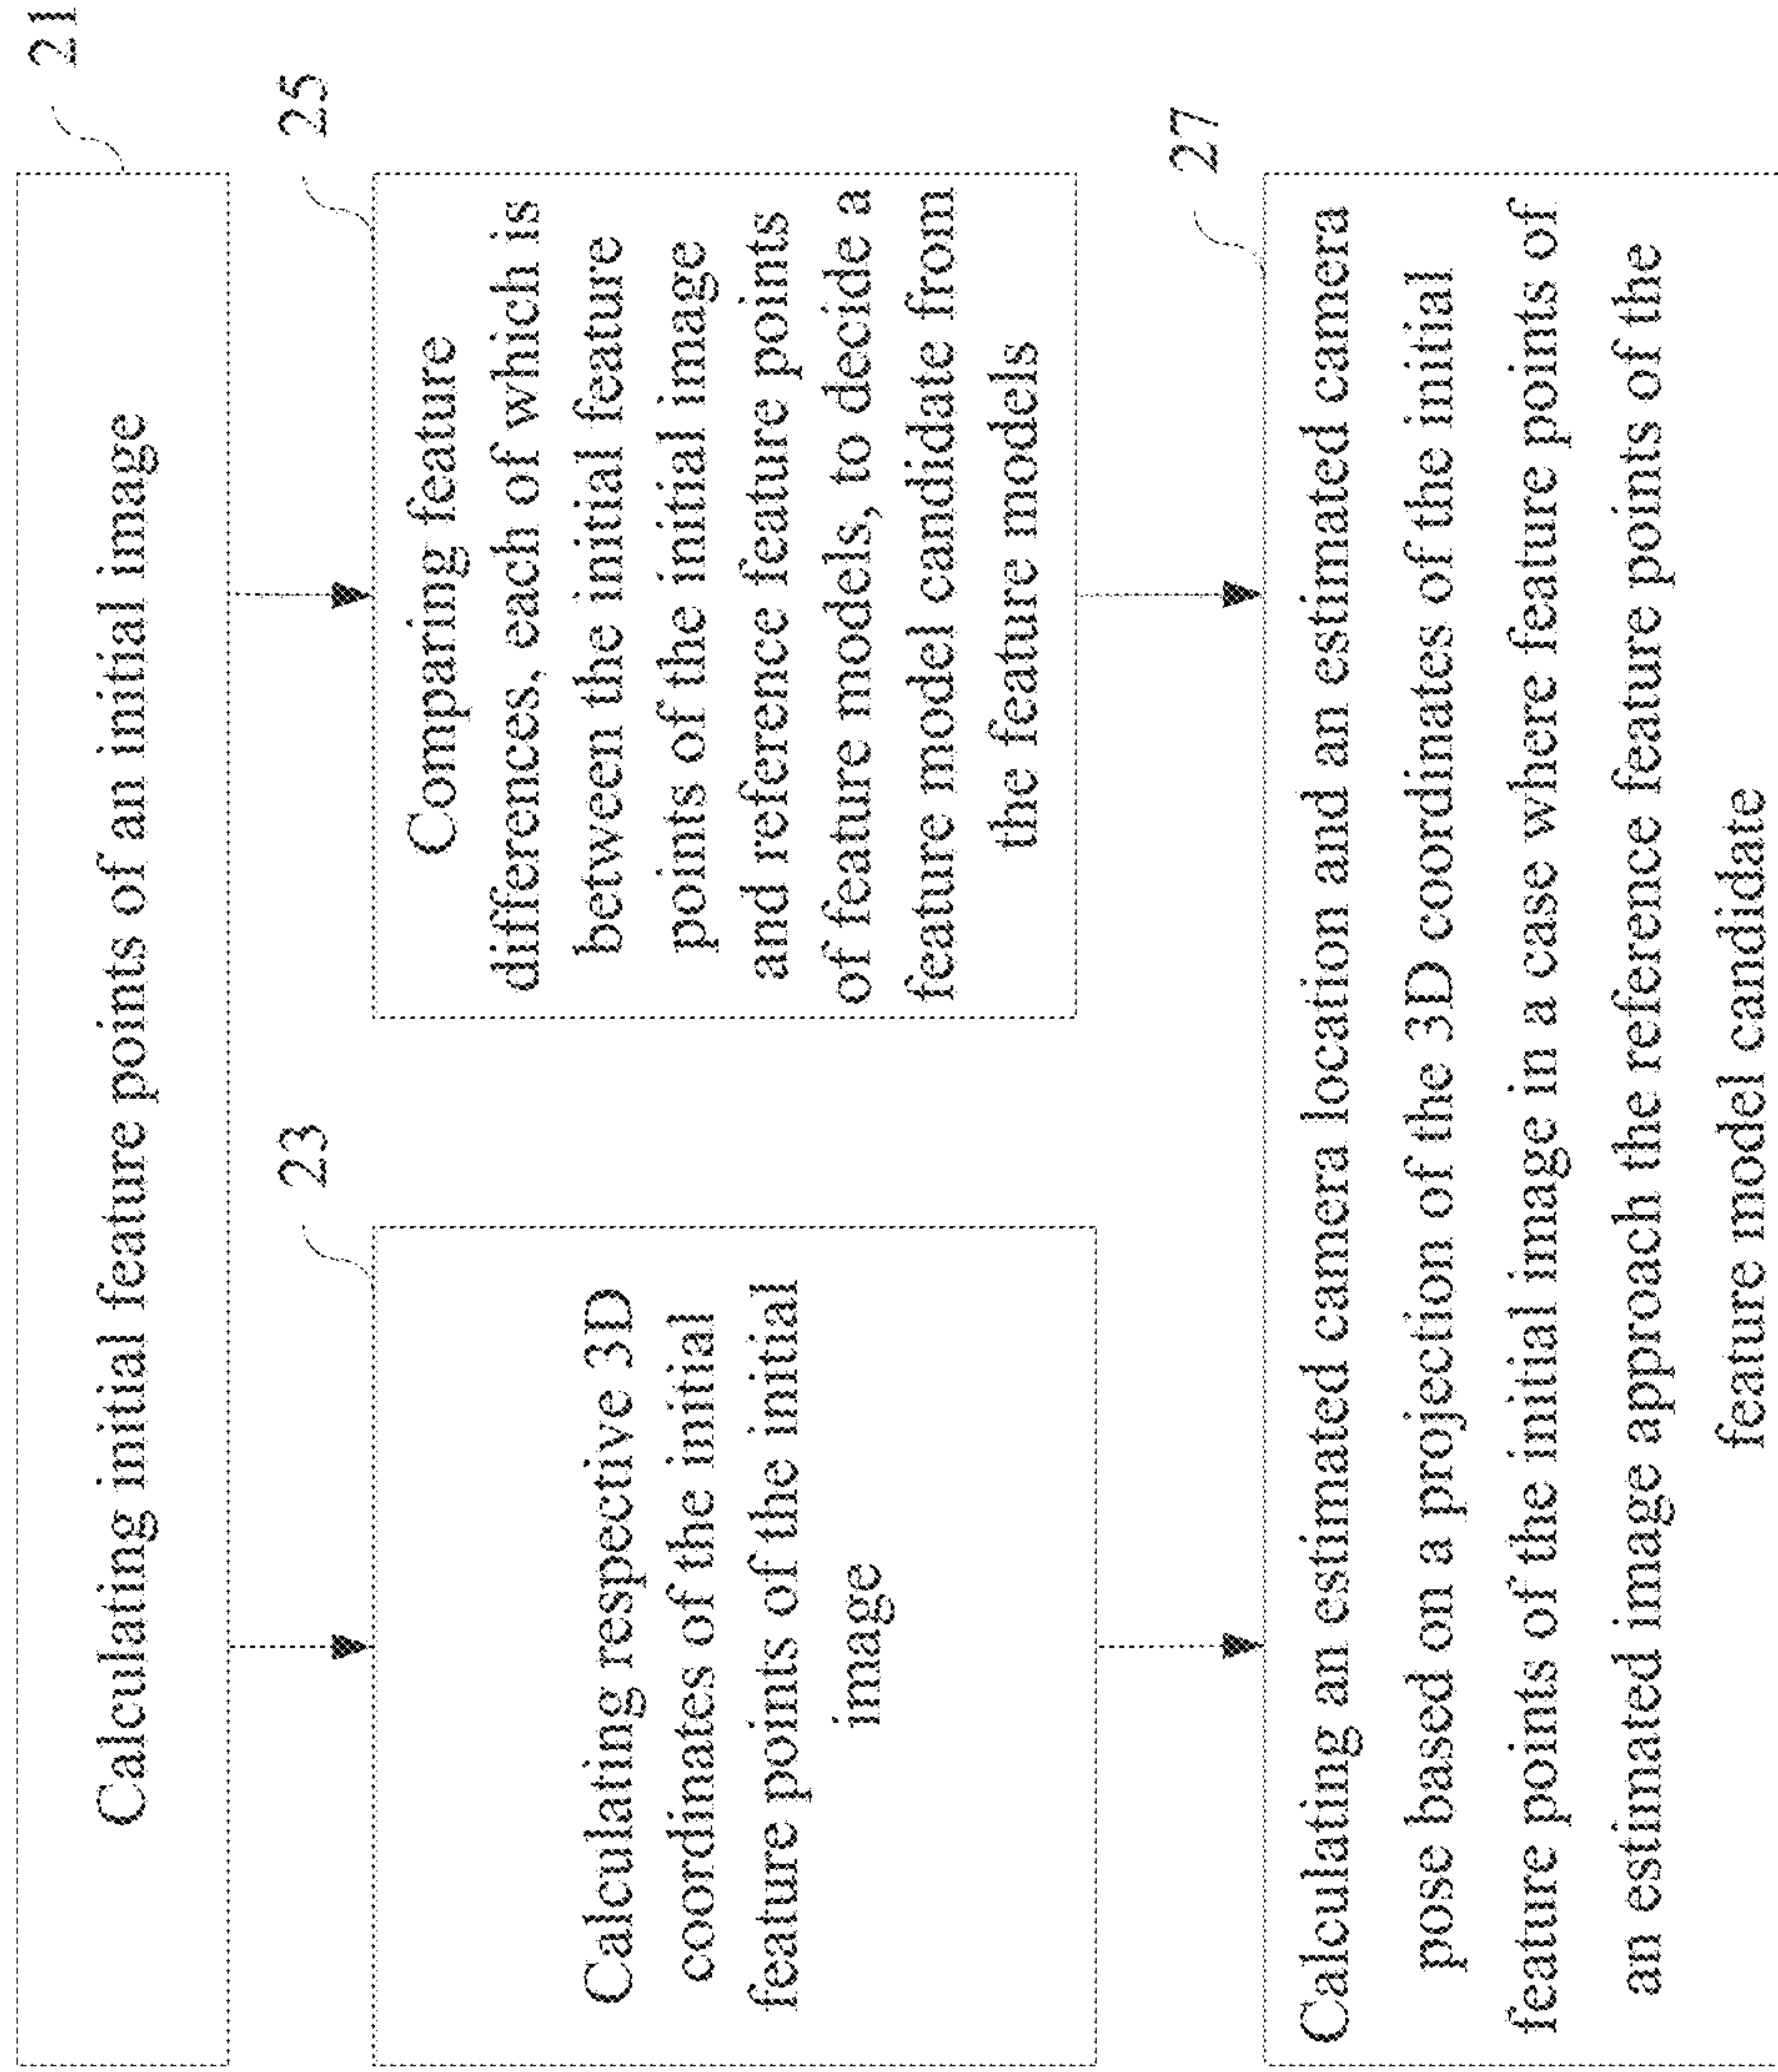 21
Calculating initial feature points of an initial image
23
Calculating respective 3D
coordinates of the initial
feature points of the initial
image
25
Comparing feature
differences, each of which is
between the initial feature
points of the initial image
and reference feature points
of feature models, to decide a
feature model candidate from
the feature models
27
Calculating an estimated camera location and an estimated camera
pose based on a projection of the 3D coordinates of the initial
feature points of the initial image in a case where feature points of
an estimated image approach the reference feature points of the
feature model candidate